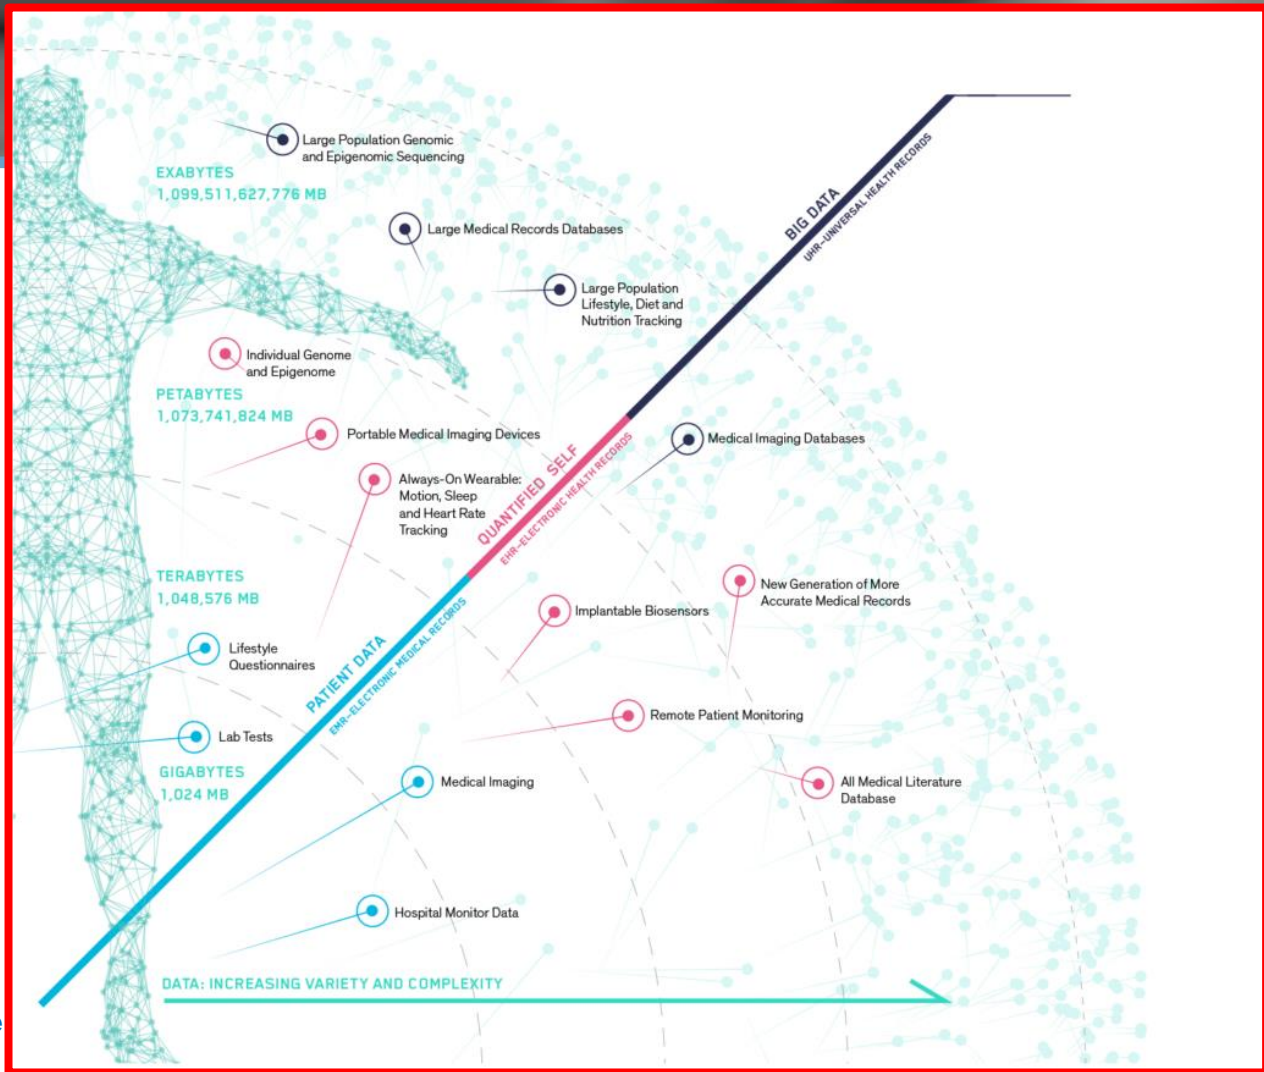 Large Population Genomic
and Epigenomic Sequencing
EXABYTES
1,099,511,627,776 MB
Large Medical Records Databases
Large Population
Lifestyle, Diet and
Nutrition Tracking
BIG DATA
UHR–UNIVERSAL HEALTH RECORDS
Individual Genome
and Epigenome
PETABYTES
1,073,741,824 MB
Portable Medical Imaging Devices
Always-On Wearable:
Motion, Sleep
and Heart Rate
Tracking
QUANTIFIED SELF
EHR–ELECTRONIC HEALTH RECORDS
Medical Imaging Databases
TERABYTES
1,048,576 MB
Implantable Biosensors
New Generation of More
Accurate Medical Records
Lifestyle
Questionnaires
PATIENT DATA
EMR–ELECTRONIC MEDICAL RECORDS
Remote Patient Monitoring
Lab Tests
GIGABYTES
1,024 MB
Medical Imaging
All Medical Literature
Database
Hospital Monitor Data
DATA: INCREASING VARIETY AND COMPLEXITY